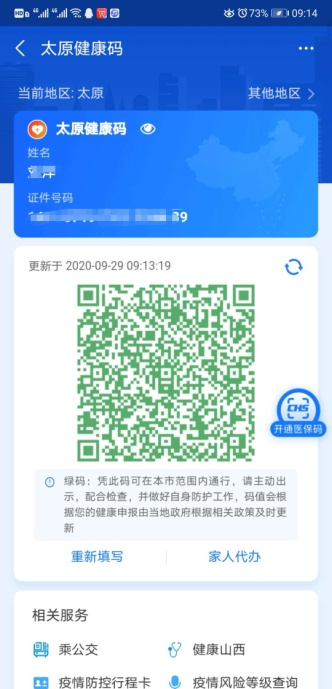 73% 09:14
太原健康码
当前地区: 太原
其他地区
太原健康码
姓名
证件号码
89
更新于 2020-09-29 09:13:19
CHS
开通医保码
绿码：凭此码可在本市范围内通行，请主动出
示，配合检查，并做好自身防护工作，码值会根
据您的健康申报由当地政府根据相关政策及时更
新
重新填写
家人代办
相关服务
乘公交
健康山西
疫情防控行程卡
疫情风险等级查询